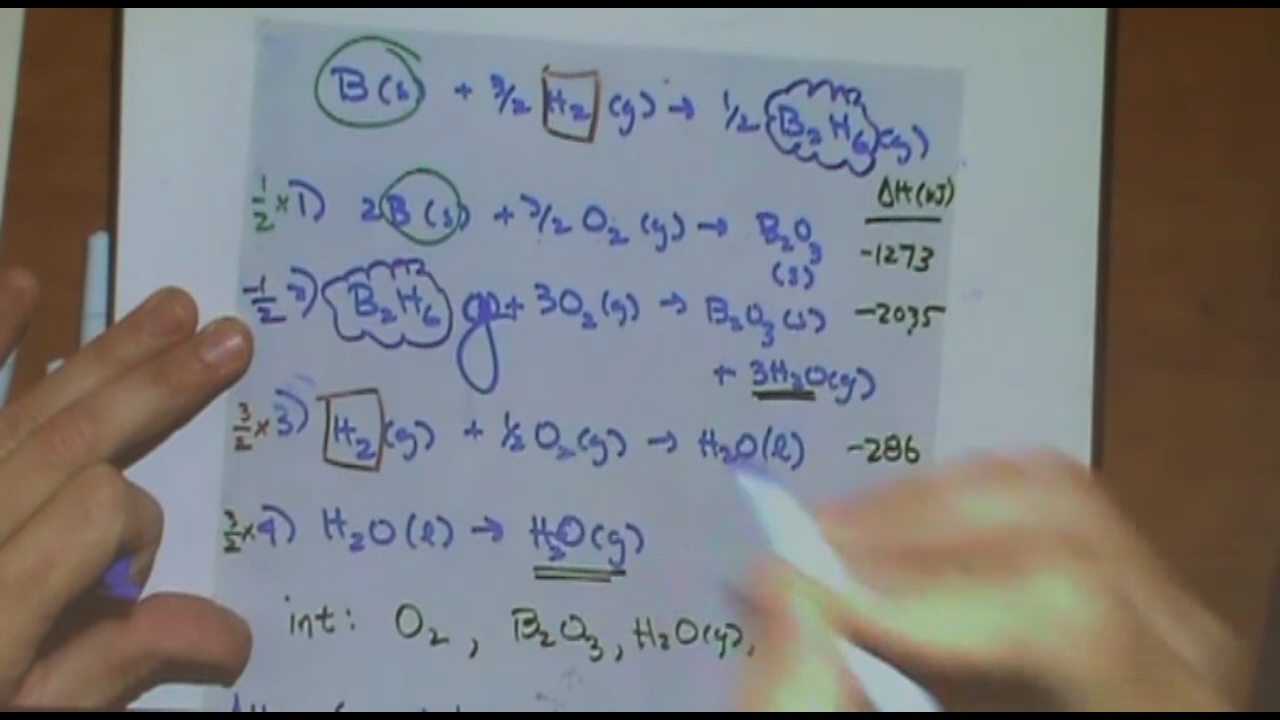 B(s) + 3/2 H₂ (g) → 1/2 B₂H₆(g)
ΔH(kJ)
1/2 × 1) 2B(s) + 3/2 O₂(g) → B₂O₃ -1273
(s)
-1/2 2) B₂H₆ g + 3O₂(g) → B₂O₃(s) -2035
+ 3H₂O(g)
3/2 × 3) H₂(g) + 1/2 O₂(g) → H₂O(l) -286
3/2 × 4) H₂O(l) → H₂O(g)
int: O₂, B₂O₃, H₂O(g),